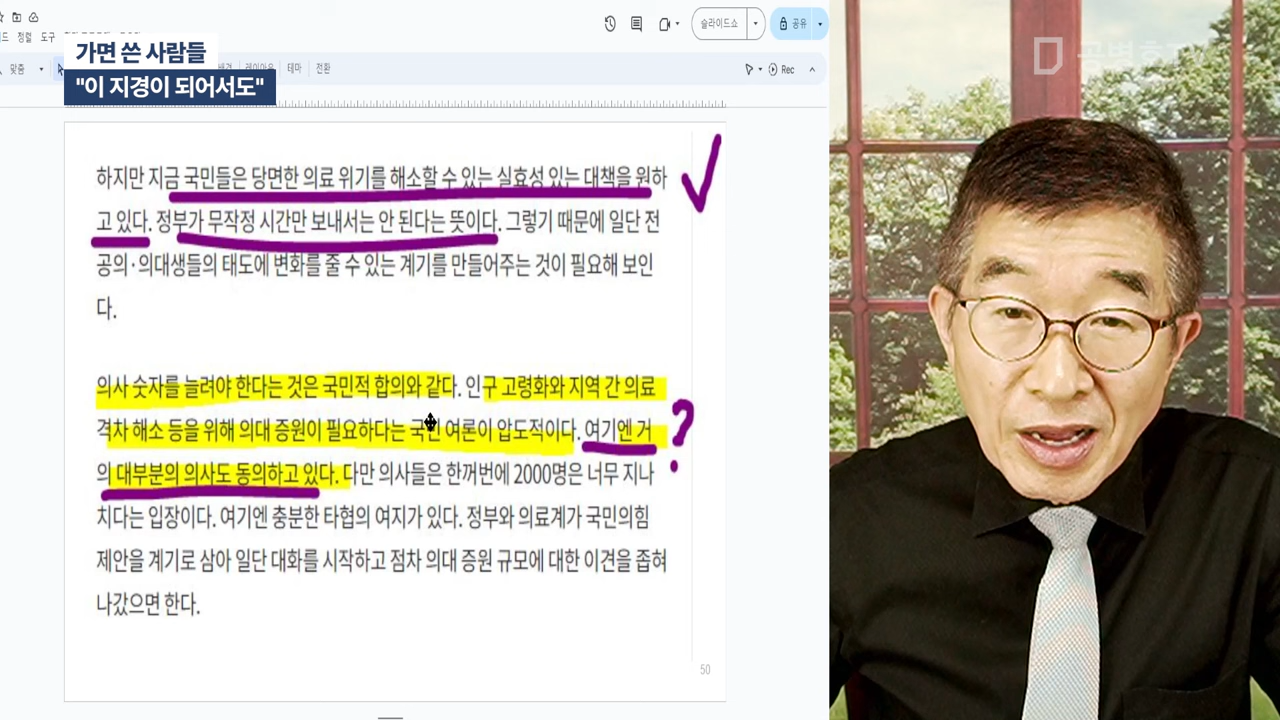 도구
슬라이드쇼
공유
가면 쓴 사람들
"이 지경이 되어서도"
맞춤
테마
전환
Rec
하지만 지금 국민들은 당면한 의료 위기를 해소할 수 있는 실효성 있는 대책을 원하
고 있다. 정부가 무작정 시간만 보내서는 안 된다는 뜻이다. 그렇기 때문에 일단 전
공의·의대생들의 태도에 변화를 줄 수 있는 계기를 만들어주는 것이 필요해 보인
다.
의사 숫자를 늘려야 한다는 것은 국민적 합의와 같다. 인구 고령화와 지역 간 의료
격차 해소 등을 위해 의대 증원이 필요하다는 국민 여론이 압도적이다. 여기엔 거
의 대부분의 의사도 동의하고 있다. 다만 의사들은 한꺼번에 2000명은 너무 지나
치다는 입장이다. 여기엔 충분한 타협의 여지가 있다. 정부와 의료계가 국민의힘
제안을 계기로 삼아 일단 대화를 시작하고 점차 의대 증원 규모에 대한 이견을 좁혀
나갔으면 한다.
?
50